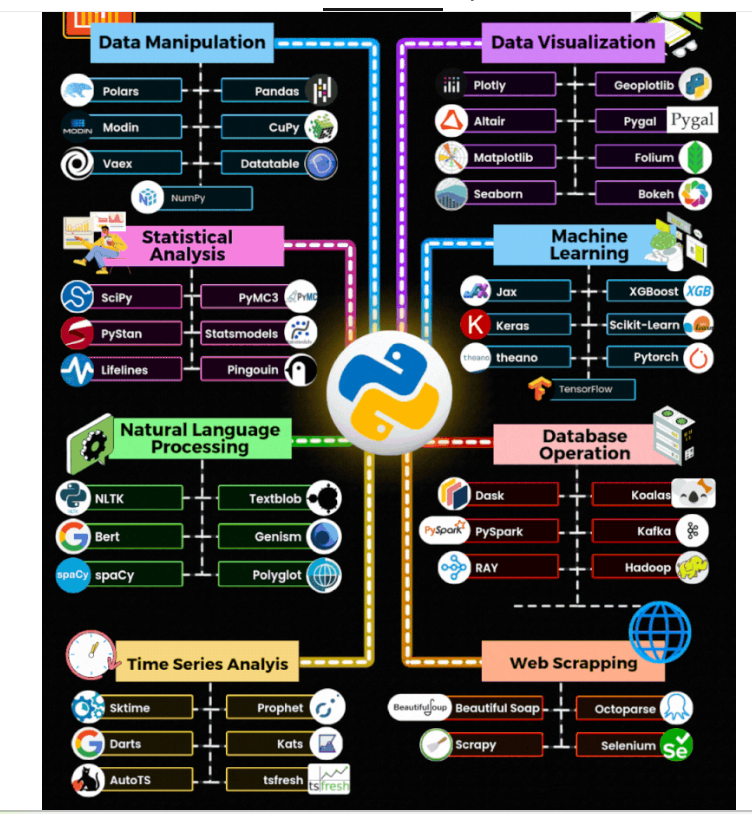 Data Manipulation
Polars
Pandas
MODIN
Modin
CuPy
Vaex
Datatable
NumPy
Data Visualization
Plotly
Geoplotlib
Altair
Pygal
Pygal
Matplotlib
Folium
Seaborn
Bokeh
Statistical
Analysis
SciPy
PyMC3
PyMC
PyStan
Statsmodels
Lifelines
Pingouin
Machine
Learning
Jax
XGBoost
XGB
K
Keras
Scikit-Learn
learn
theano
theano
Pytorch
TensorFlow
Natural Language
Processing
NLTK
Textblob
Bert
Genism
spaCy
spaCy
Polyglot
Database
Operation
Dask
Koalas
PySpark
PySpark
Kafka
RAY
Hadoop
Time Series Analyis
Sktime
Prophet
Darts
Kats
AutoTS
tsfresh
tsfresh
Web Scrapping
BeautifulSoup
Beautiful Soap
Octoparse
Scrapy
Selenium
Se